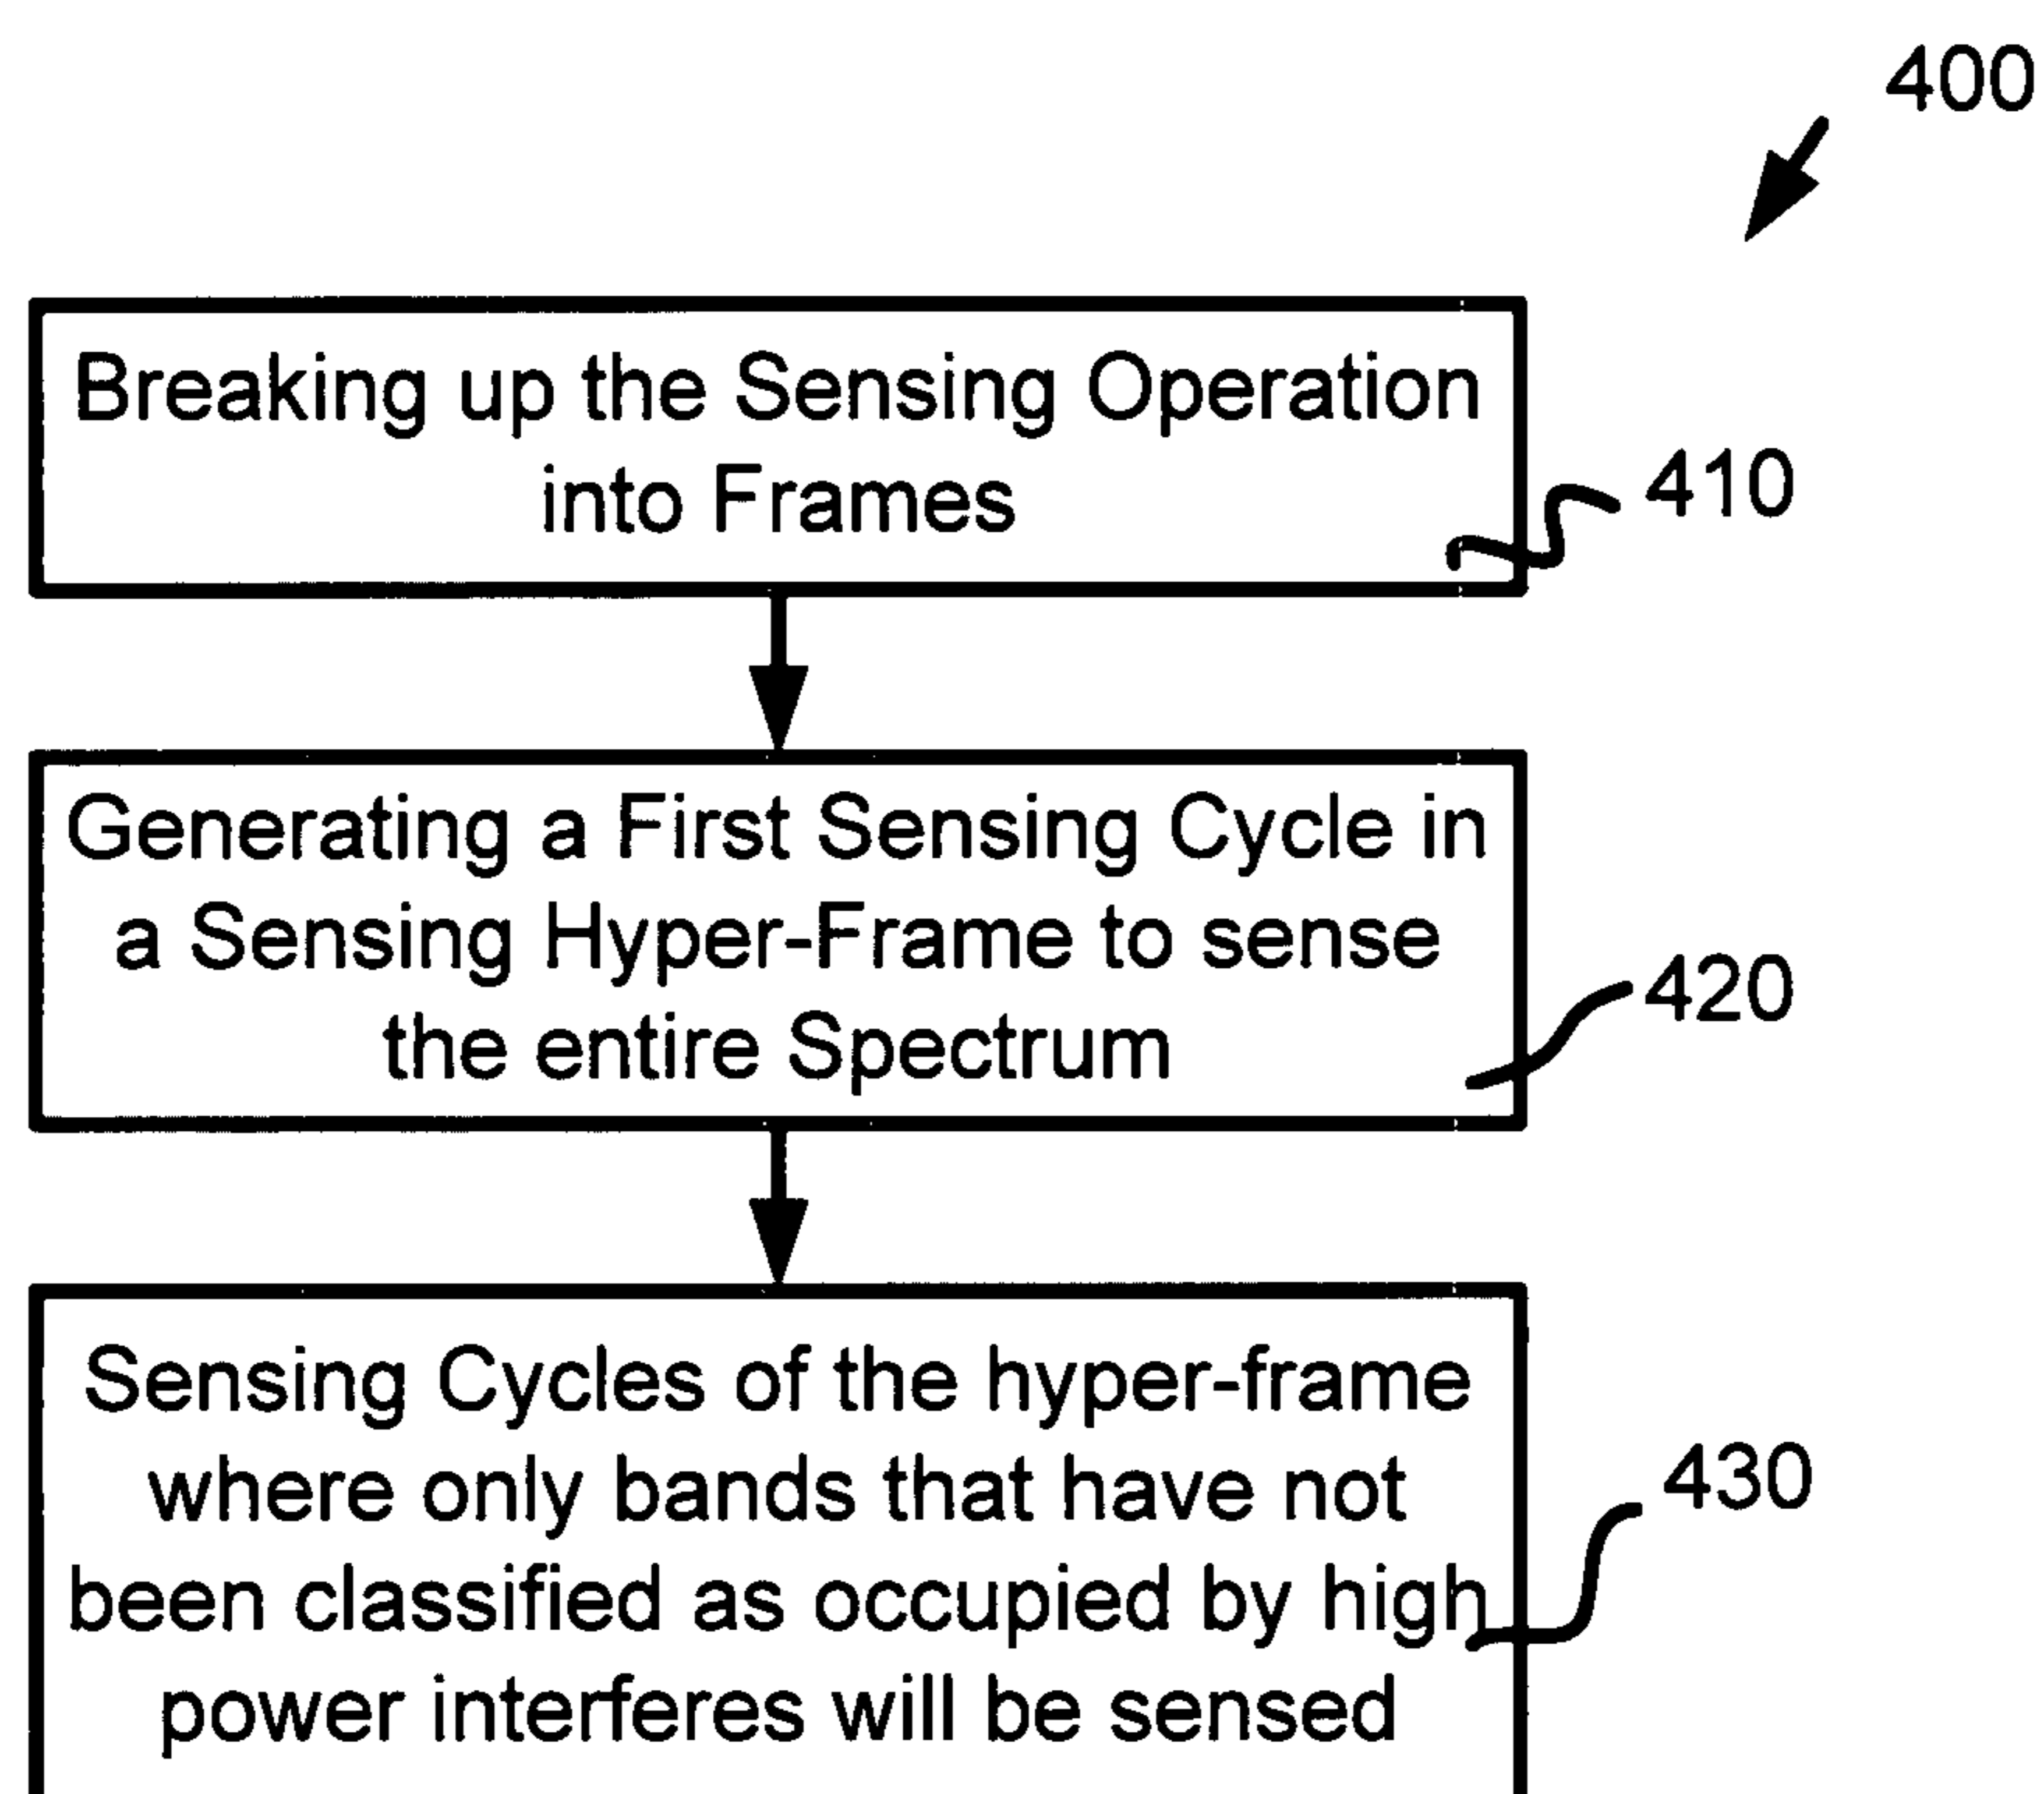 400
Breaking up the Sensing Operation
into Frames
410
Generating a First Sensing Cycle in
a Sensing Hyper-Frame to sense
the entire Spectrum
420
Sensing Cycles of the hyper-frame
where only bands that have not
been classified as occupied by high
power interferes will be sensed
430